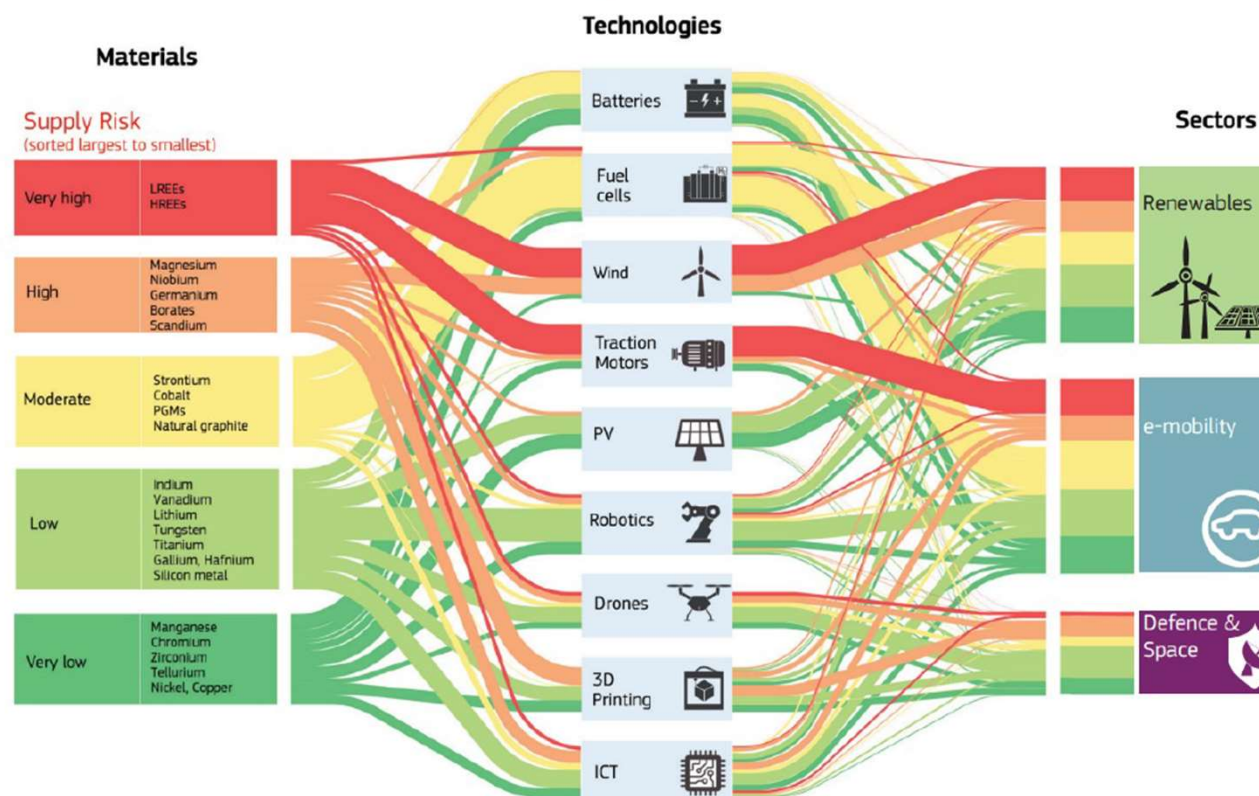 Materials
Technologies
Sectors
Supply Risk
(sorted largest to smallest)
Very high
LREEs
HREEs
High
Magnesium
Niobium
Germanium
Borates
Scandium
Moderate
Strontium
Cobalt
PGMs
Natural graphite
Low
Indium
Vanadium
Lithium
Tungsten
Titanium
Gallium, Hafnium
Silicon metal
Very low
Manganese
Chromium
Zirconium
Tellurium
Nickel, Copper
Batteries
Fuel
cells
Wind
Traction
Motors
PV
Robotics
Drones
3D
Printing
ICT
Renewables
e-mobility
Defence &
Space